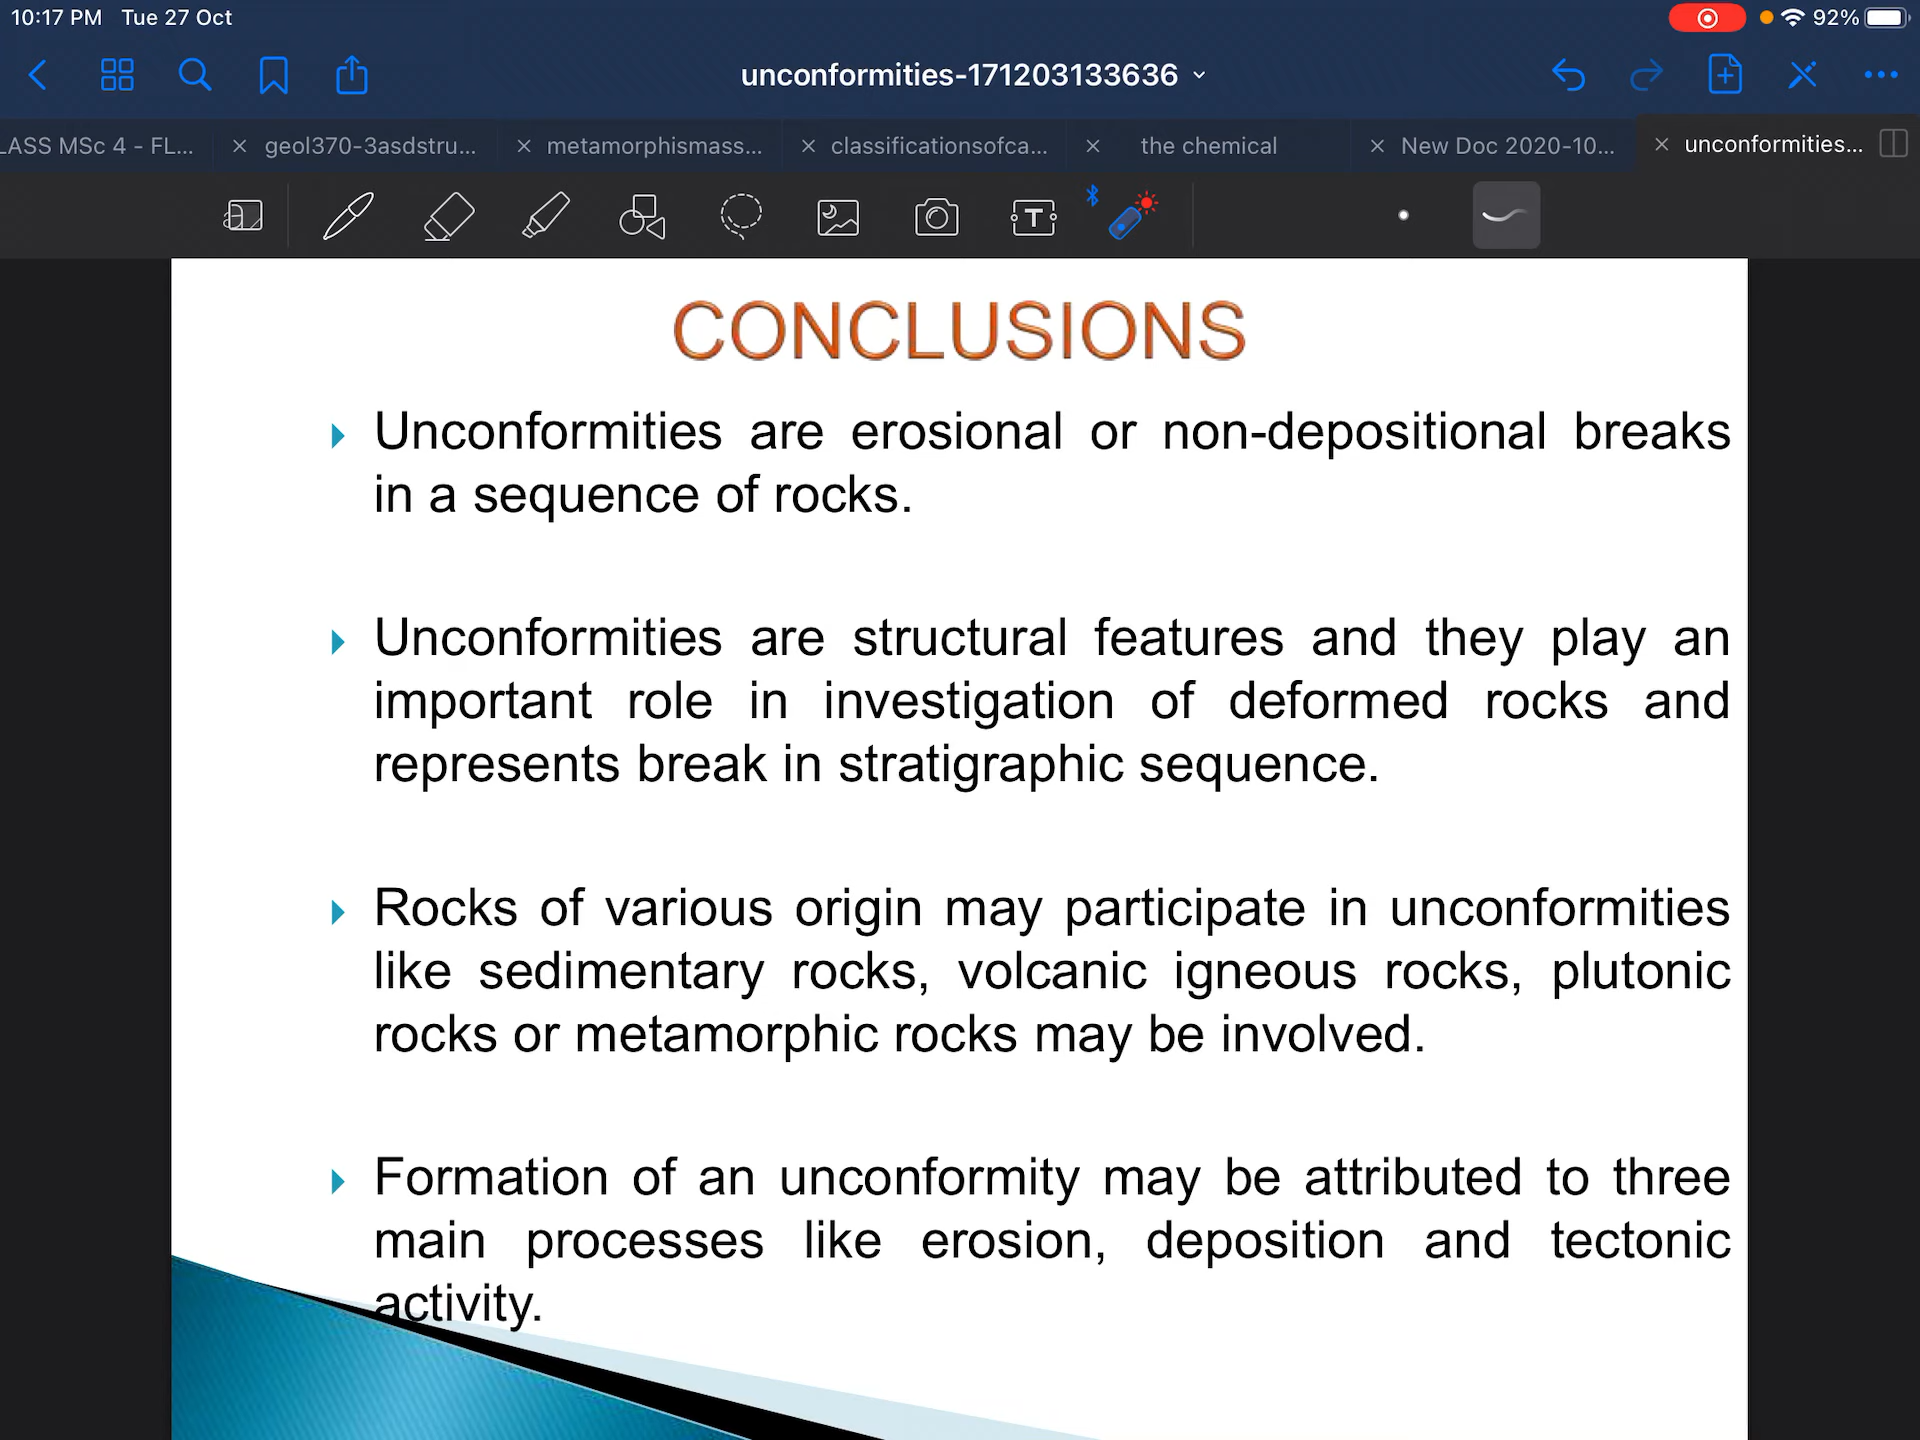 10:17 PM Tue 27 Oct
92%
unconformities-171203133636
LASS MSc 4 - FL...
geol370-3asdstru...
metamorphismass...
classificationsofca...
the chemical
New Doc 2020-10...
unconformities...
T
CONCLUSIONS
Unconformities are erosional or non-depositional breaks
in a sequence of rocks.
Unconformities are structural features and they play an
important role in investigation of deformed rocks and
represents break in stratigraphic sequence.
Rocks of various origin may participate in unconformities
like sedimentary rocks, volcanic igneous rocks, plutonic
rocks or metamorphic rocks may be involved.
Formation of an unconformity may be attributed to three
main processes like erosion, deposition and tectonic
activity.